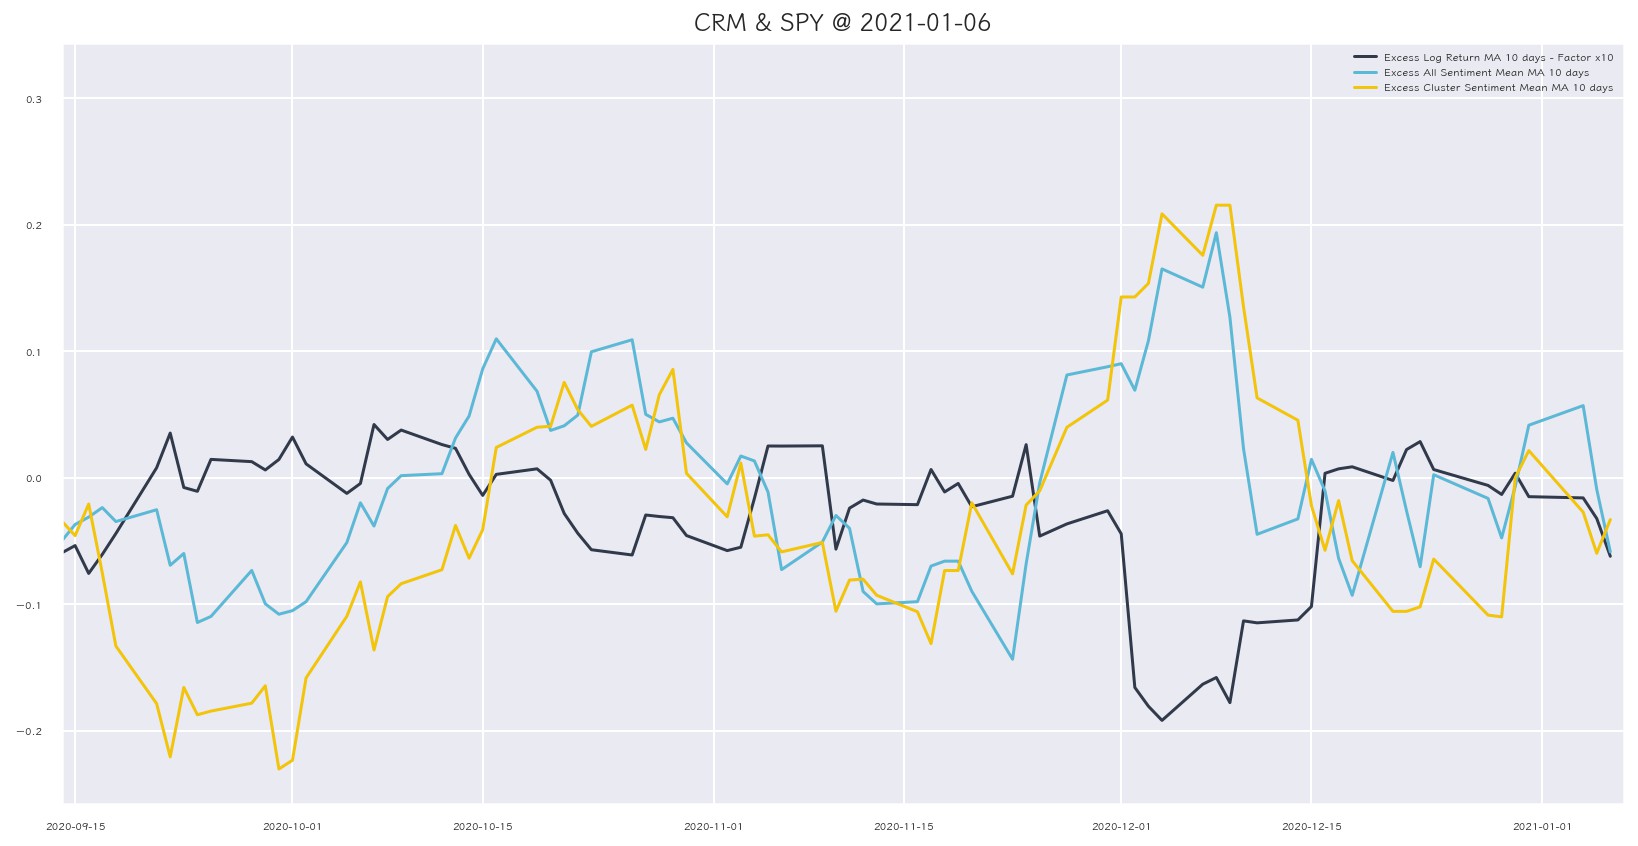 CRM & SPY @ 2021-01-06
Excess Log Return MA 10 days - Factor x10
Excess All Sentiment Mean MA 10 days
Excess Cluster Sentiment Mean MA 10 days
0.3
0.2
0.1
0.0
−0.1
−0.2
2020-09-15 2020-10-01 2020-10-15 2020-11-01 2020-11-15 2020-12-01 2020-12-15 2021-01-01